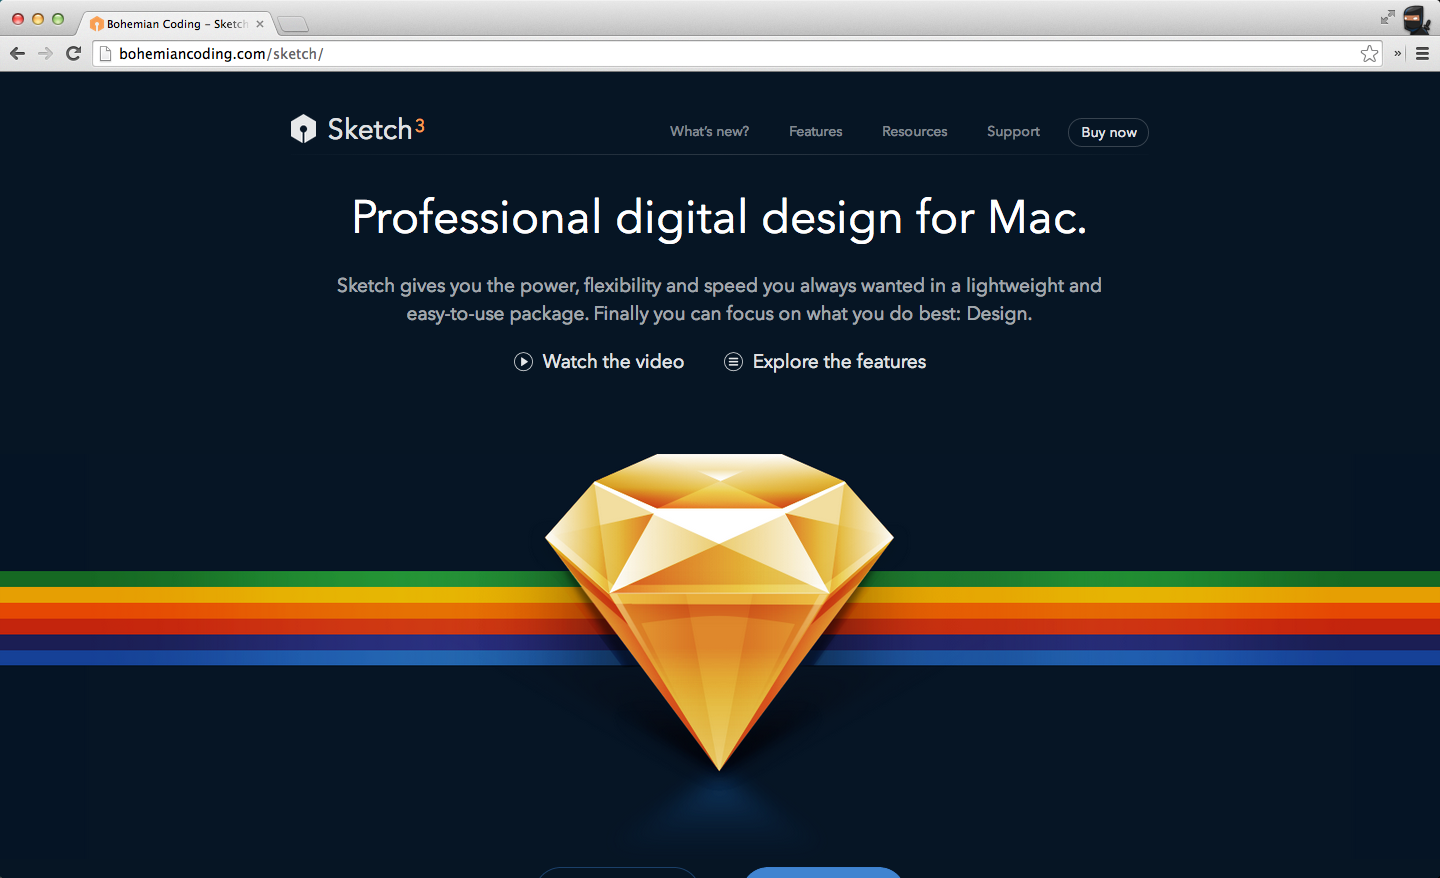 Bohemian Coding – Sketch
bohemiancoding.com/sketch/
Sketch3
What's new?
Features
Resources
Support
Buy now
Professional digital design for Mac.
Sketch gives you the power, flexibility and speed you always wanted in a lightweight and
easy-to-use package. Finally you can focus on what you do best: Design.
Watch the video
Explore the features